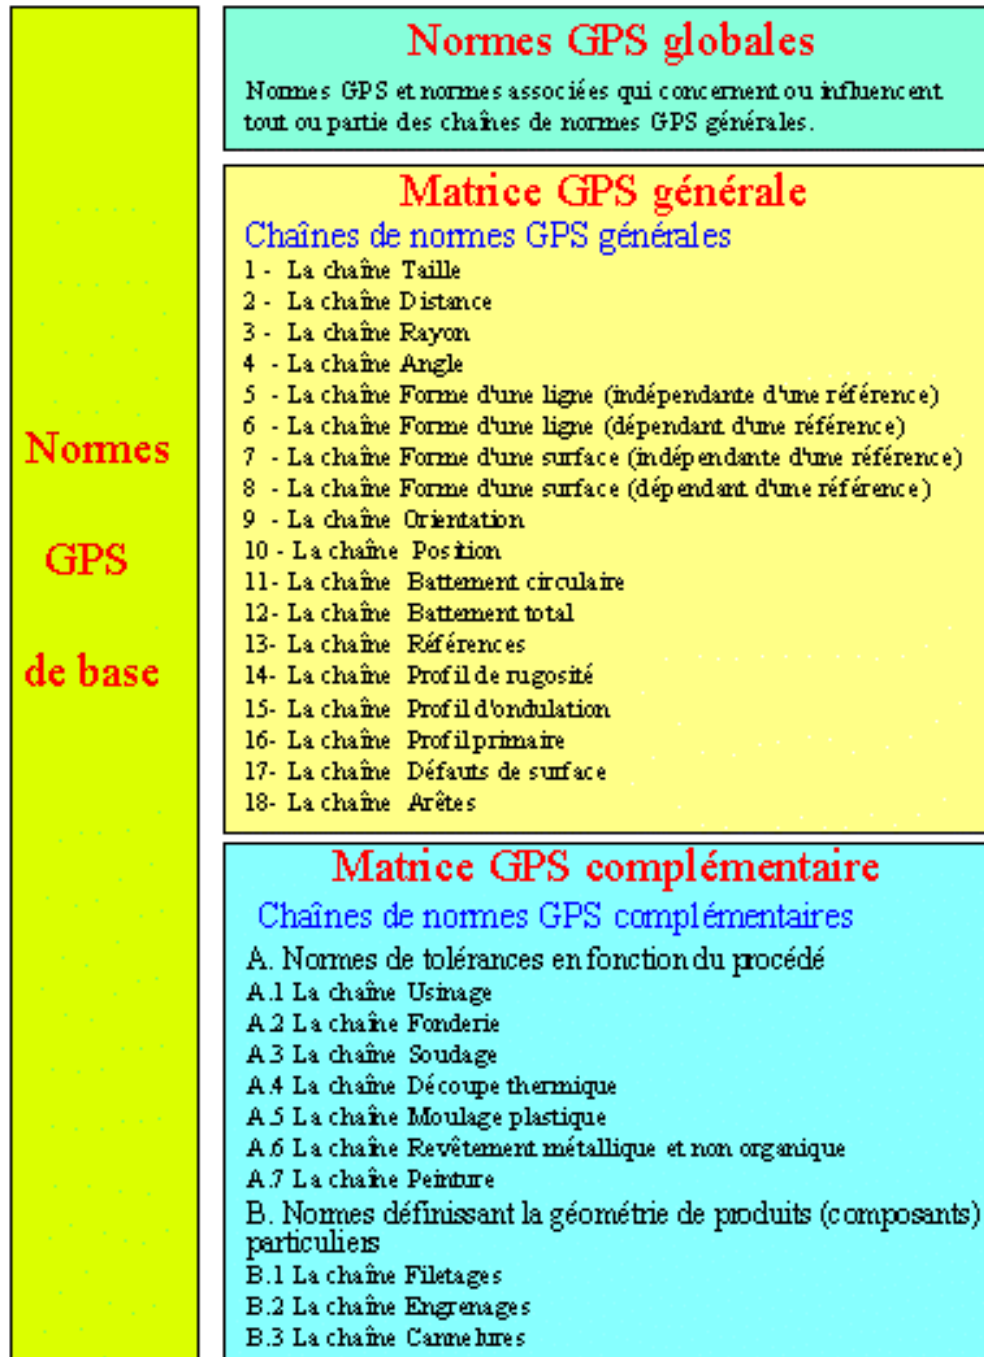 Normes
GPS
de base
Normes GPS globales
Normes GPS et normes associées qui concernent ou influencent
tout ou partie des chaînes de normes GPS générales.
Matrice GPS générale
Chaînes de normes GPS générales
1 - La chaîne Taille
2 - La chaîne Distance
3 - La chaîne Rayon
4 - La chaîne Angle
5 - La chaîne Forme d'une ligne (indépendante d'une référence)
6 - La chaîne Forme d'une ligne (dépendant d'une référence)
7 - La chaîne Forme d'une surface (indépendante d'une référence)
8 - La chaîne Forme d'une surface (dépendant d'une référence)
9 - La chaîne Orientation
10 - La chaîne Position
11- La chaîne Battement circulaire
12- La chaîne Battement total
13- La chaîne Références
14- La chaîne Profil de rugosité
15- La chaîne Profil d'ondulation
16- La chaîne Profil primaire
17- La chaîne Défauts de surface
18- La chaîne Arêtes
Matrice GPS complémentaire
Chaînes de normes GPS complémentaires
A. Normes de tolérances en fonction du procédé
A.1 La chaîne Usinage
A.2 La chaîne Fonderie
A.3 La chaîne Soudage
A.4 La chaîne Découpe thermique
A.5 La chaîne Moulage plastique
A.6 La chaîne Revêtement métallique et non organique
A.7 La chaîne Peinture
B. Normes définissant la géométrie de produits (composants)
particuliers
B.1 La chaîne Filetages
B.2 La chaîne Engrenages
B.3 La chaîne Cannelures